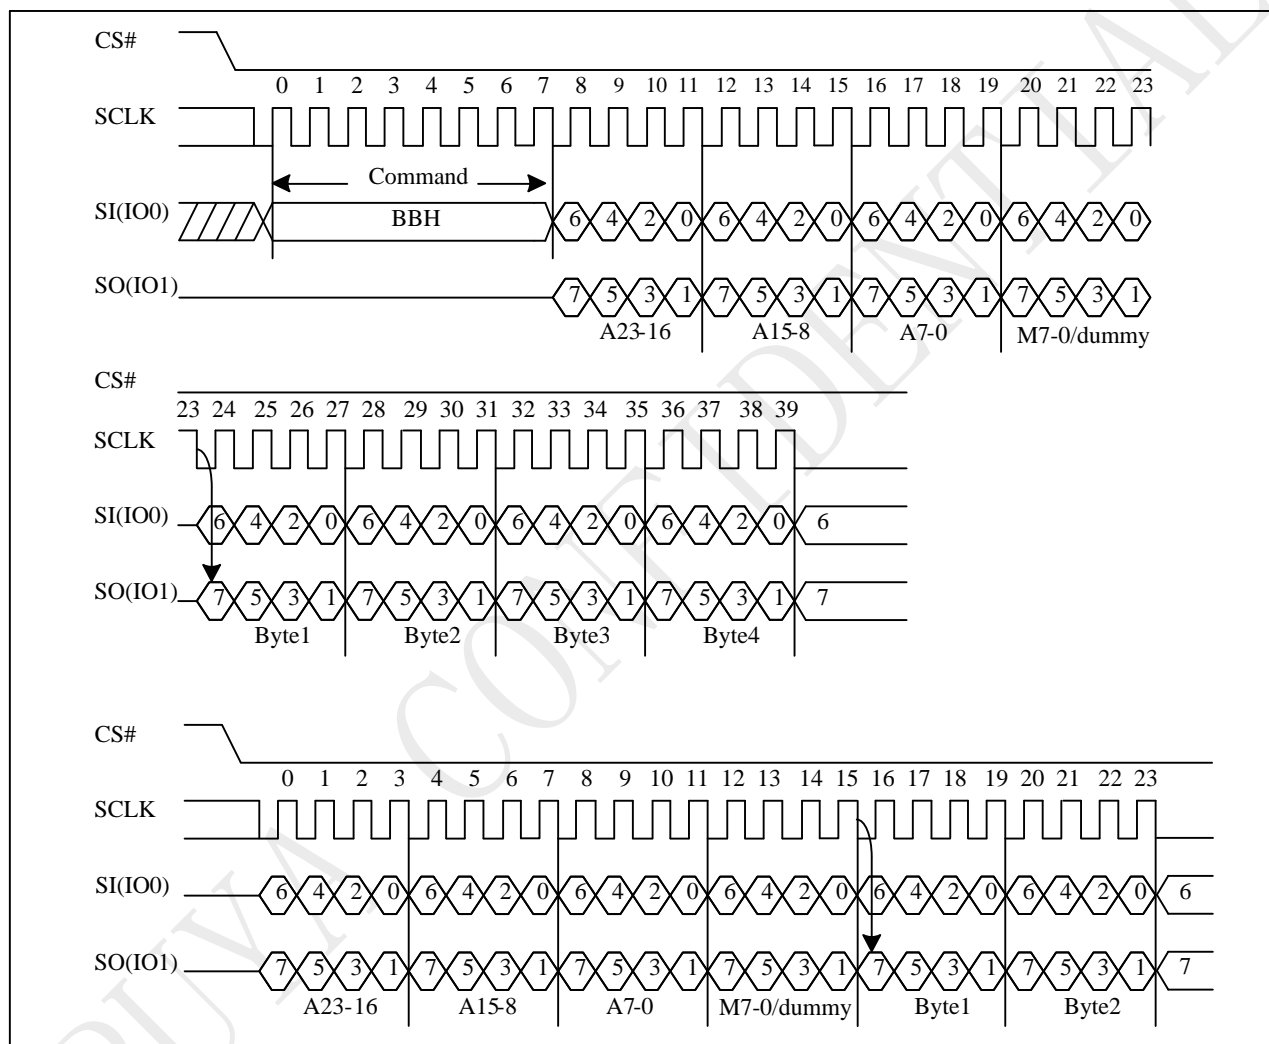 CS#
0 1 2 3 4 5 6 7 8 9 10 11 12 13 14 15 16 17 18 19 20 21 22 23
SCLK
Command
SI(IO0) BBH 6 4 2 0 6 4 2 0 6 4 2 0 6 4 2 0
SO(IO1) 7 5 3 1 7 5 3 1 7 5 3 1 7 5 3 1
A23-16 A15-8 A7-0 M7-0/dummy
CS#
23 24 25 26 27 28 29 30 31 32 33 34 35 36 37 38 39
SCLK
SI(IO0) 6 4 2 0 6 4 2 0 6 4 2 0 6 4 2 0 6
SO(IO1) 7 5 3 1 7 5 3 1 7 5 3 1 7 5 3 1 7
Byte1 Byte2 Byte3 Byte4
CS#
0 1 2 3 4 5 6 7 8 9 10 11 12 13 14 15 16 17 18 19 20 21 22 23
SCLK
SI(IO0) 6 4 2 0 6 4 2 0 6 4 2 0 6 4 2 0 6 4 2 0 6 4 2 0 6
SO(IO1) 7 5 3 1 7 5 3 1 7 5 3 1 7 5 3 1 7 5 3 1 7 5 3 1 7
A23-16 A15-8 A7-0 M7-0/dummy Byte1 Byte2
PUYA CONFIDENTIAL